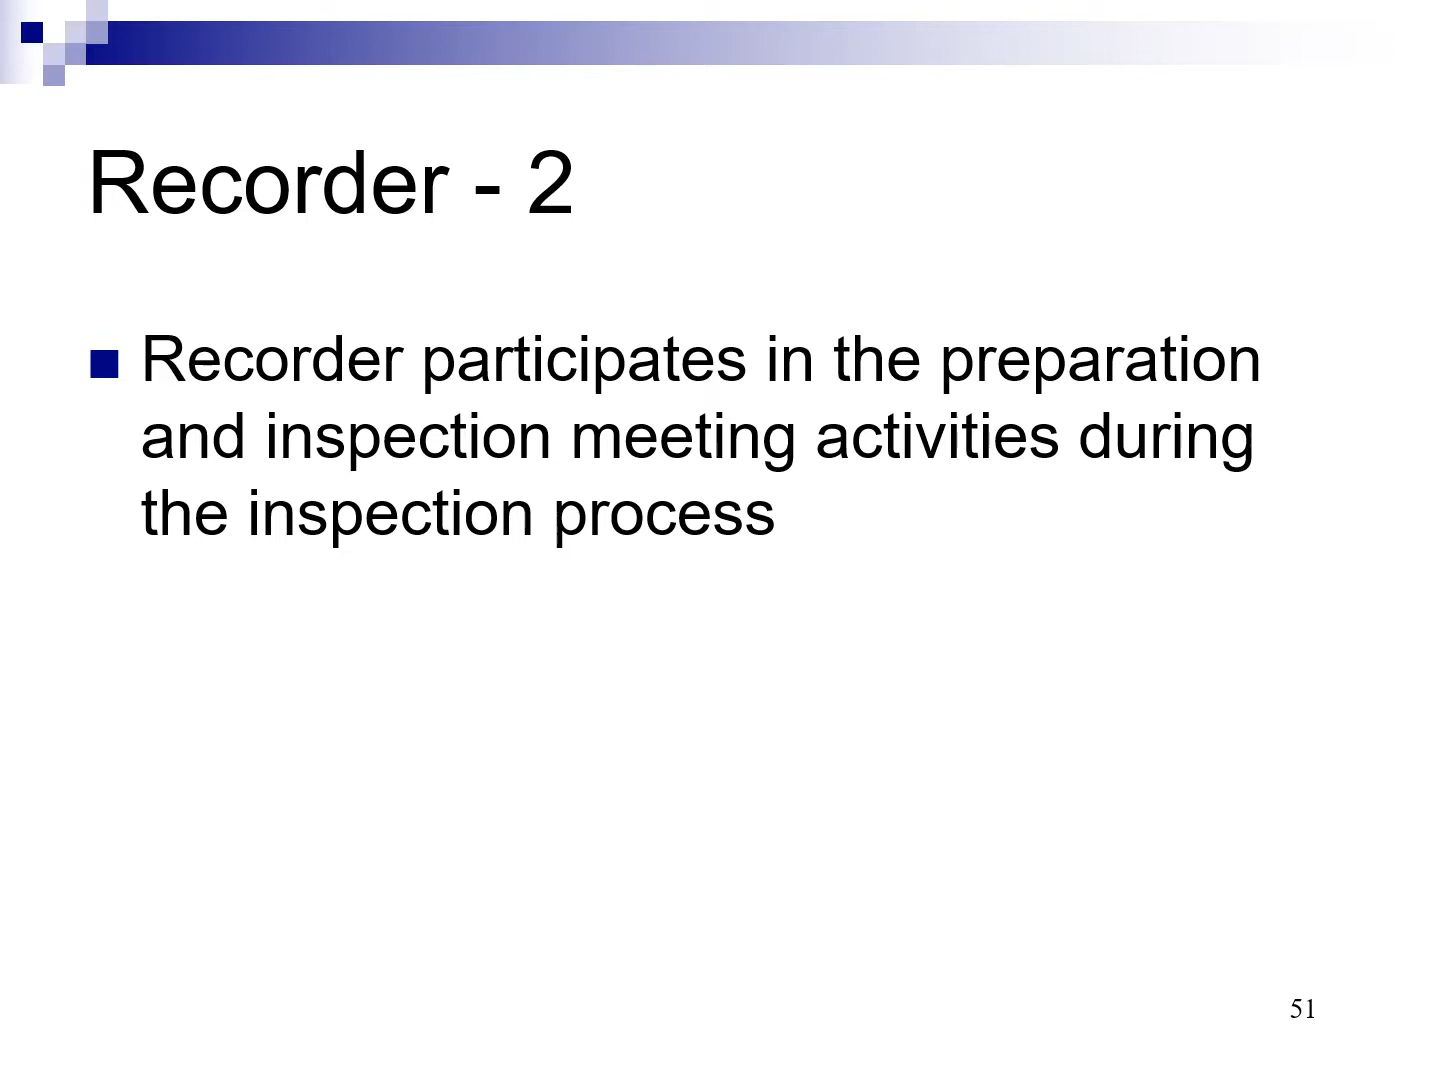 Recorder - 2
Recorder participates in the preparation
and inspection meeting activities during
the inspection process
51